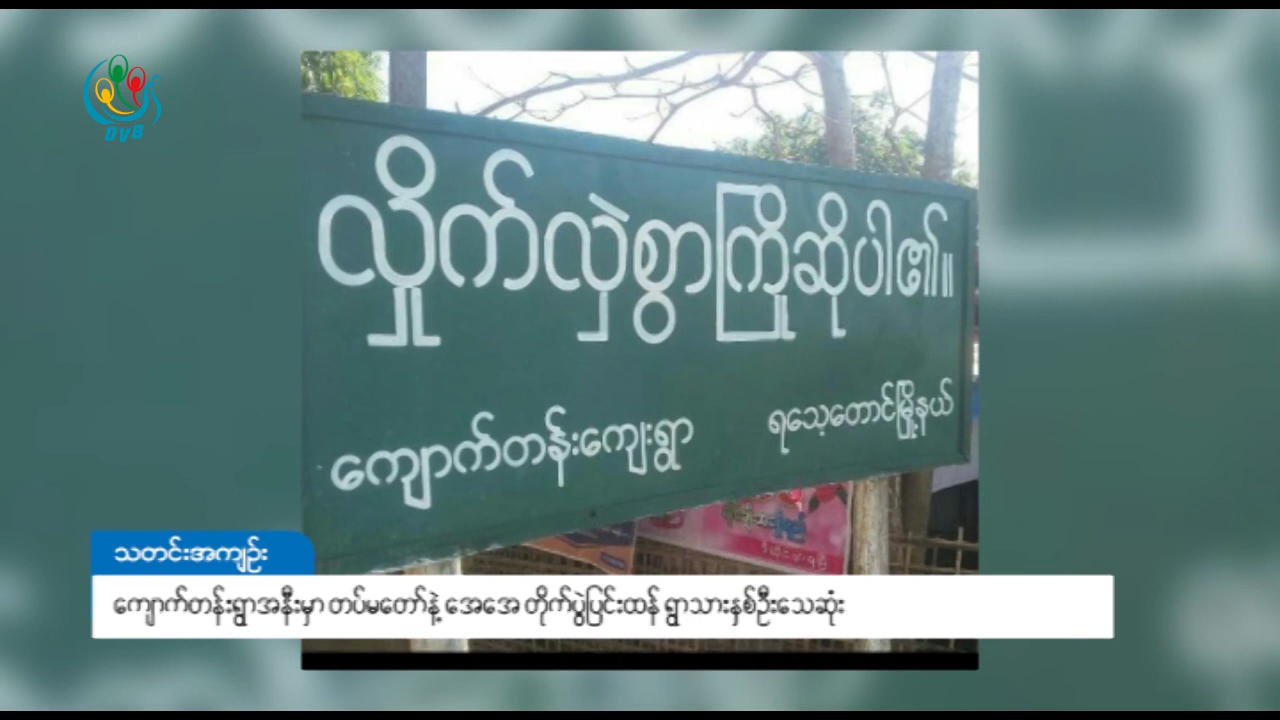 DVB
လှိုက်လှဲစွာကြိုဆိုပါ၏။
ကျောက်တန်းကျေးရွာ
ရသေ့တောင်မြို့နယ်
သတင်းအကျဉ်း
ကျောက်တန်းရွာအနီးမှာ တပ်မတော်နဲ့ အေအေ တိုက်ပွဲပြင်းထန် ရွာသားနှစ်ဦးသေဆုံး